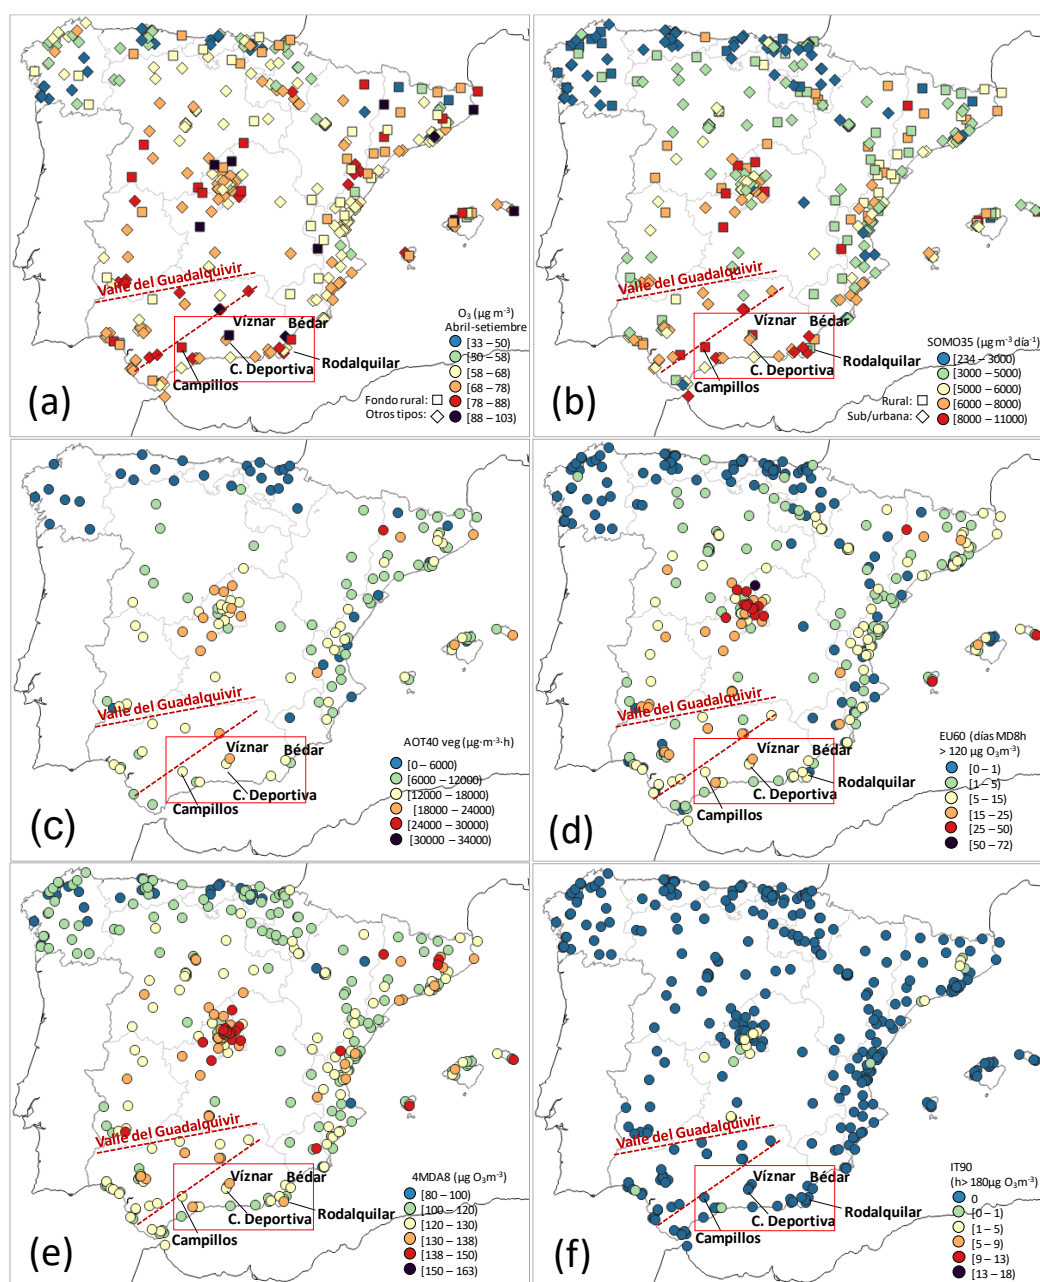 Valle del Guadalquivir
Víznar
Bédar
Rodalquilar
C. Deportiva
Campillos
O₃ (µg m⁻³)
Abril-setiembre
[33 – 50)
[50 – 58)
[58 – 68)
[68 – 78)
[78 – 88)
[88 – 103)
Fondo rural:
Otros tipos:
(a)
Valle del Guadalquivir
Víznar
Bédar
Rodalquilar
C. Deportiva
Campillos
SOMO35 (µg m⁻³ día⁻¹)
[234 – 3000)
[3000 – 5000)
[5000 – 6000)
[6000 – 8000)
[8000 – 11000)
Rural:
Sub/urbana:
(b)
Valle del Guadalquivir
Víznar
Bédar
C. Deportiva
Campillos
AOT40 veg (µg·m⁻³·h)
[0 – 6000)
[6000 – 12000)
[12000 – 18000)
[18000 – 24000)
[24000 – 30000)
[30000 – 34000)
(c)
Valle del Guadalquivir
Víznar
Bédar
Rodalquilar
C. Deportiva
Campillos
EU60 (días MD8h
> 120 µg O₃m⁻³)
[0 – 1)
[1 – 5)
[5 – 15)
[15 – 25)
[25 – 50)
[50 – 72)
(d)
Valle del Guadalquivir
Víznar
Bédar
Rodalquilar
C. Deportiva
Campillos
4MDA8 (µg O₃m⁻³)
[80 – 100)
[100 – 120)
[120 – 130)
[130 – 138)
[138 – 150)
[150 – 163)
(e)
Valle del Guadalquivir
Víznar
Bédar
Rodalquilar
C. Deportiva
Campillos
IT90
(h> 180µg O₃m⁻³)
0
[0 – 1)
[1 – 5)
[5 – 9)
[9 – 13)
[13 – 18)
(f)